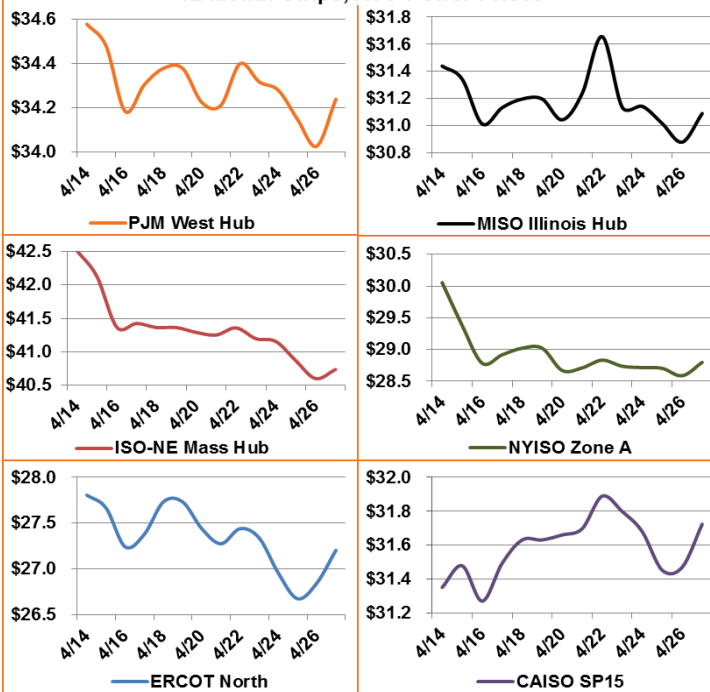 $34.6
$34.4
$34.2
$34.0
4/14 4/16 4/18 4/20 4/22 4/24 4/26
PJM West Hub
$31.8
$31.6
$31.4
$31.2
$31.0
$30.8
4/14 4/16 4/18 4/20 4/22 4/24 4/26
MISO Illinois Hub
$42.5
$42.0
$41.5
$41.0
$40.5
4/14 4/16 4/18 4/20 4/22 4/24 4/26
ISO-NE Mass Hub
$30.5
$30.0
$29.5
$29.0
$28.5
4/14 4/16 4/18 4/20 4/22 4/24 4/26
NYISO Zone A
$28.0
$27.5
$27.0
$26.5
4/14 4/16 4/18 4/20 4/22 4/24 4/26
ERCOT North
$32.0
$31.8
$31.6
$31.4
$31.2
4/14 4/16 4/18 4/20 4/22 4/24 4/26
CAISO SP15